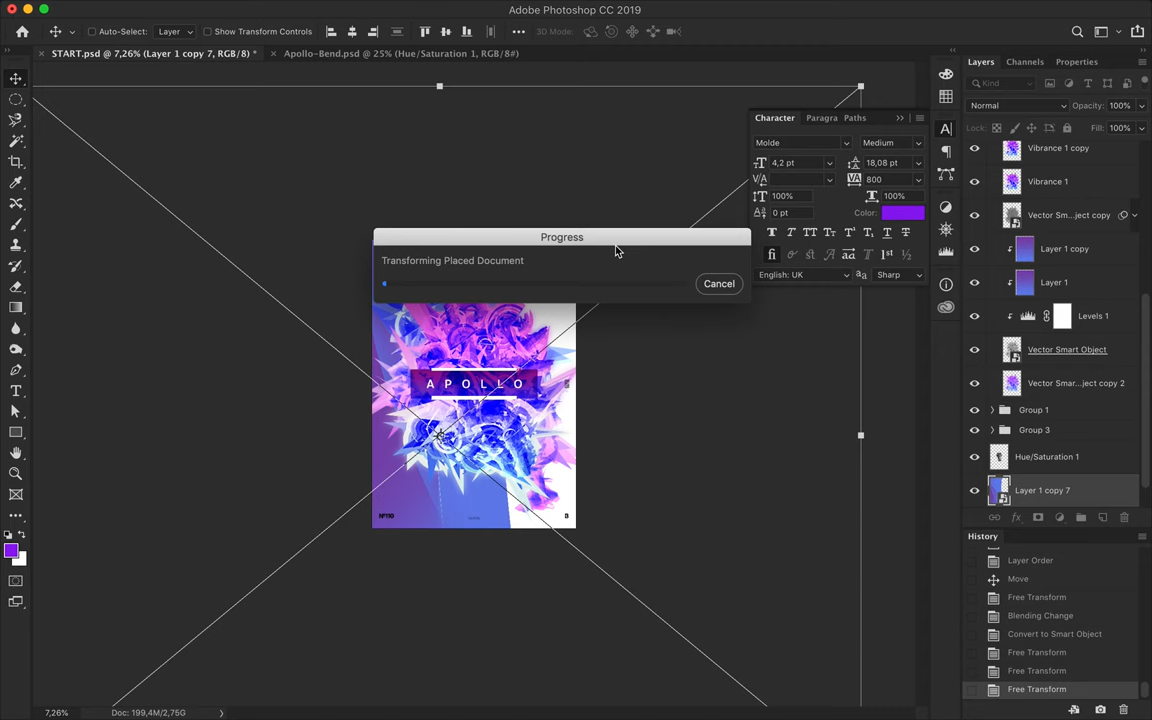 Adobe Photoshop CC 2019
Auto-Select: Layer Show Transform Controls 3D Mode:
START.psd @ 7,26% (Layer 1 copy 7, RGB/8) * Apollo-Bend.psd @ 25% (Hue/Saturation 1, RGB/8#)
Character Paragra Paths
Molde Medium
4,2 pt 18,08 pt
800
100% 100%
0 pt Color:
English: UK Sharp
Progress
Transforming Placed Document
Cancel
APOLLO
Nº110
Layers Channels Properties
Kind
Normal Opacity: 100%
Lock: Fill: 100%
Vibrance 1 copy
Vibrance 1
Vector Sm...ject copy
Layer 1 copy
Layer 1
Levels 1
Vector Smart Object
Vector Smar...ject copy 2
Group 1
Group 3
Hue/Saturation 1
Layer 1 copy 7
History
Layer Order
Move
Free Transform
Blending Change
Convert to Smart Object
Free Transform
Free Transform
Free Transform
7,26% Doc: 199,4M/2,75G